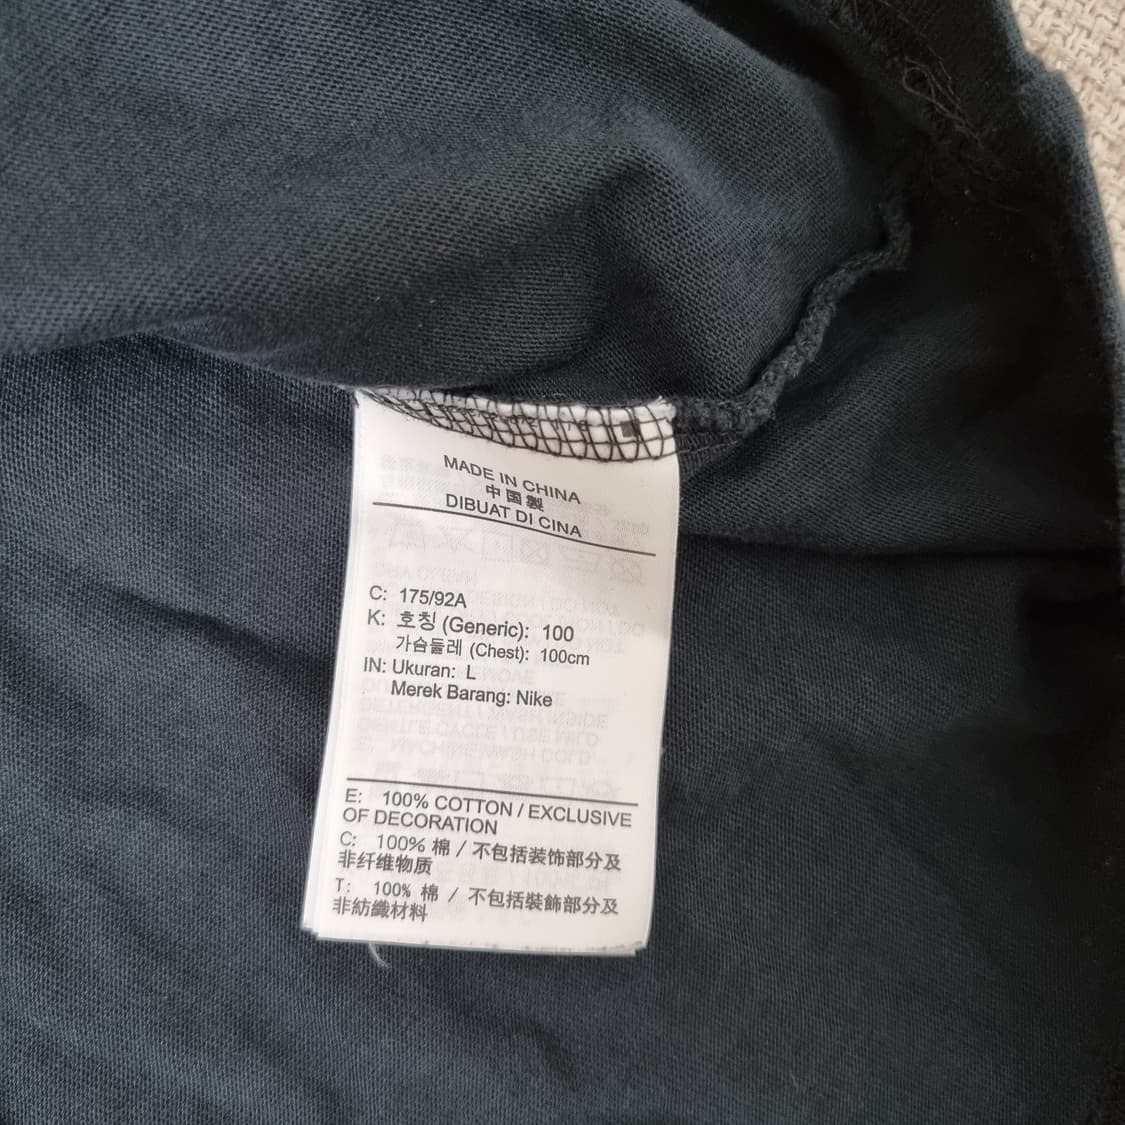 MADE IN CHINA
中国製
DIBUAT DI CINA
C: 175/92A
K: 호칭 (Generic): 100
가슴둘레 (Chest): 100cm
IN: Ukuran: L
Merek Barang: Nike
E: 100% COTTON / EXCLUSIVE
OF DECORATION
C: 100% 棉 / 不包括装饰部分及
非纤维物质
T: 100% 棉 / 不包括裝飾部分及
非紡織材料